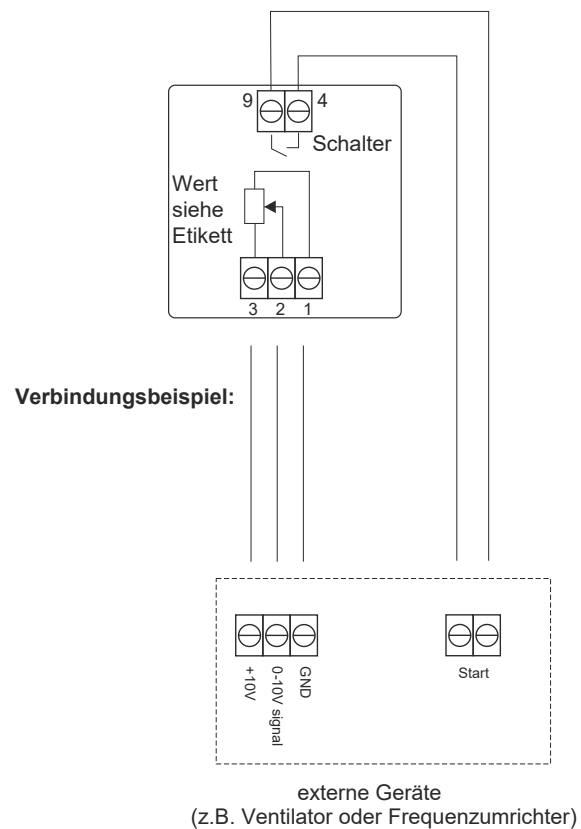 9 4
Schalter
Wert
siehe
Etikett
3 2 1
Verbindungsbeispiel:
+10V
0-10V signal
GND
Start
externe Geräte
(z.B. Ventilator oder Frequenzumrichter)